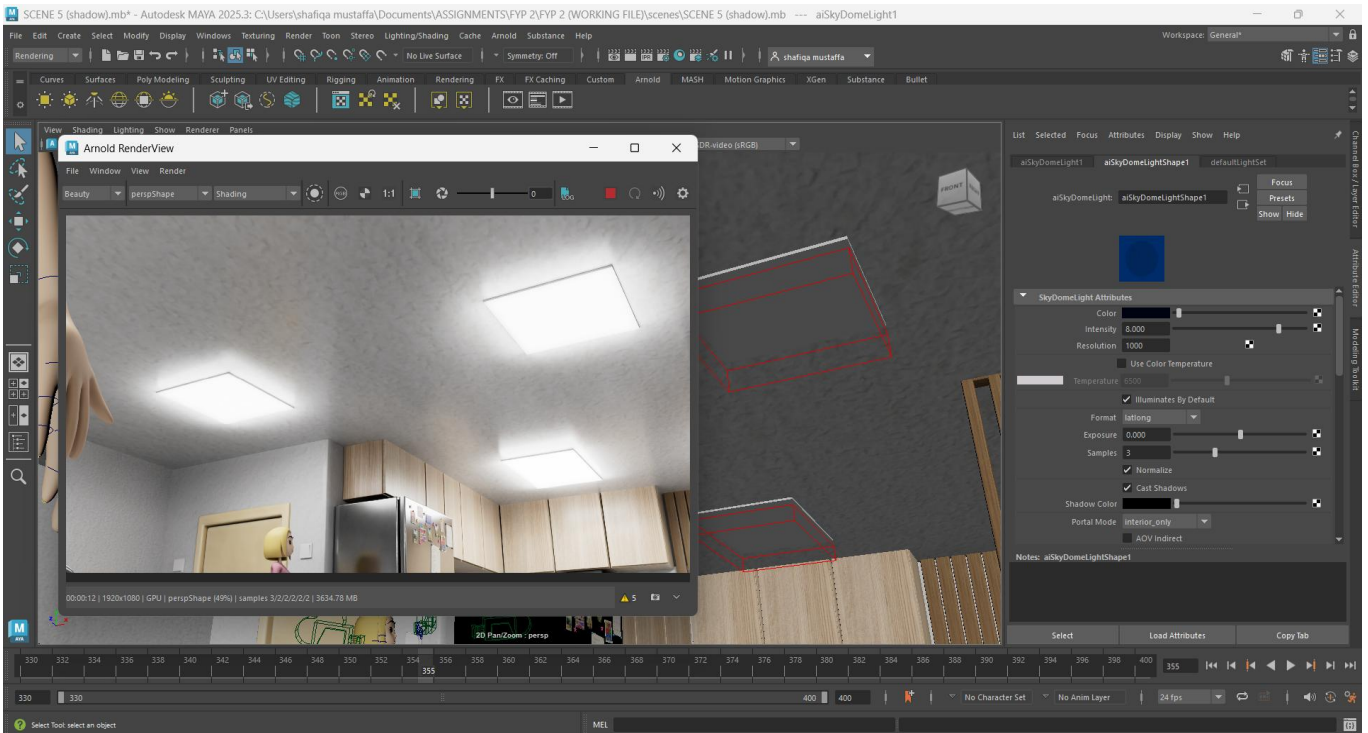 SCENE 5 (shadow).mb* - Autodesk MAYA 2025.3: C:\Users\shafiqa mustaffa\Documents\ASSIGNMENTS\FYP 2\FYP 2 (WORKING FILE)\scenes\SCENE 5 (shadow).mb --- aiSkyDomeLight1
File Edit Create Select Modify Display Windows Texturing Render Toon Stereo Lighting/Shading Cache Arnold Substance Help
Workspace: General*
Rendering No Live Surface Symmetry: Off shafiqa mustaffa
Curves Surfaces Poly Modeling Sculpting UV Editing Rigging Animation Rendering FX FX Caching Custom Arnold MASH Motion Graphics XGen Substance Bullet
View Shading Lighting Show Renderer Panels
DR-video (sRGB)
Arnold RenderView
File Window View Render
Beauty perspShape Shading 1:1 0 LOG
00:00:12 | 1920x1080 | GPU | perspShape (49%) | samples 3/2/2/2/2/2 | 3634.78 MB
5
FRONT
2D Pan/Zoom : persp
List Selected Focus Attributes Display Show Help
aiSkyDomeLight1 aiSkyDomeLightShape1 defaultLightSet
aiSkyDomeLight: aiSkyDomeLightShape1
Focus
Presets
Show Hide
SkyDomeLight Attributes
Color
Intensity 8.000
Resolution 1000
Use Color Temperature
Temperature 6500
Illuminates By Default
Format latlong
Exposure 0.000
Samples 3
Normalize
Cast Shadows
Shadow Color
Portal Mode interior_only
AOV Indirect
Notes: aiSkyDomeLightShape1
Select Load Attributes Copy Tab
Channel Box / Layer Editor
Attribute Editor
Modeling Toolkit
330 332 334 336 338 340 342 344 346 348 350 352 354 356 358 360 362 364 366 368 370 372 374 376 378 380 382 384 386 388 390 392 394 396 398 400
355
355
330 330 400 400 No Character Set No Anim Layer 24 fps
Select Tool: select an object
MEL